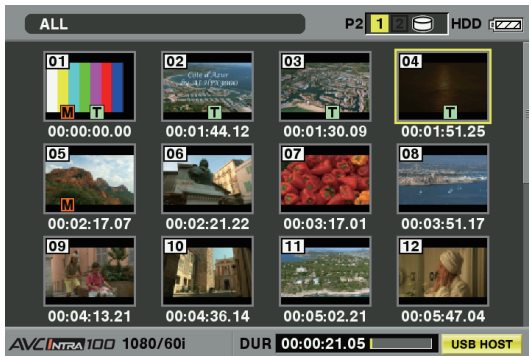 ALL P2 1 2 HDD
01 02 03 04
Côte d'Azur
By AJ-HPX3000
M T T T T
00:00:00.00 00:01:44.12 00:01:30.09 00:01:51.25
05 06 07 08
M
00:02:17.07 00:02:21.22 00:03:17.01 00:03:51.17
09 10 11 12
00:04:13.21 00:04:36.14 00:05:02.21 00:05:47.04
AVC INTRA 100 1080/60i DUR 00:00:21.05 USB HOST